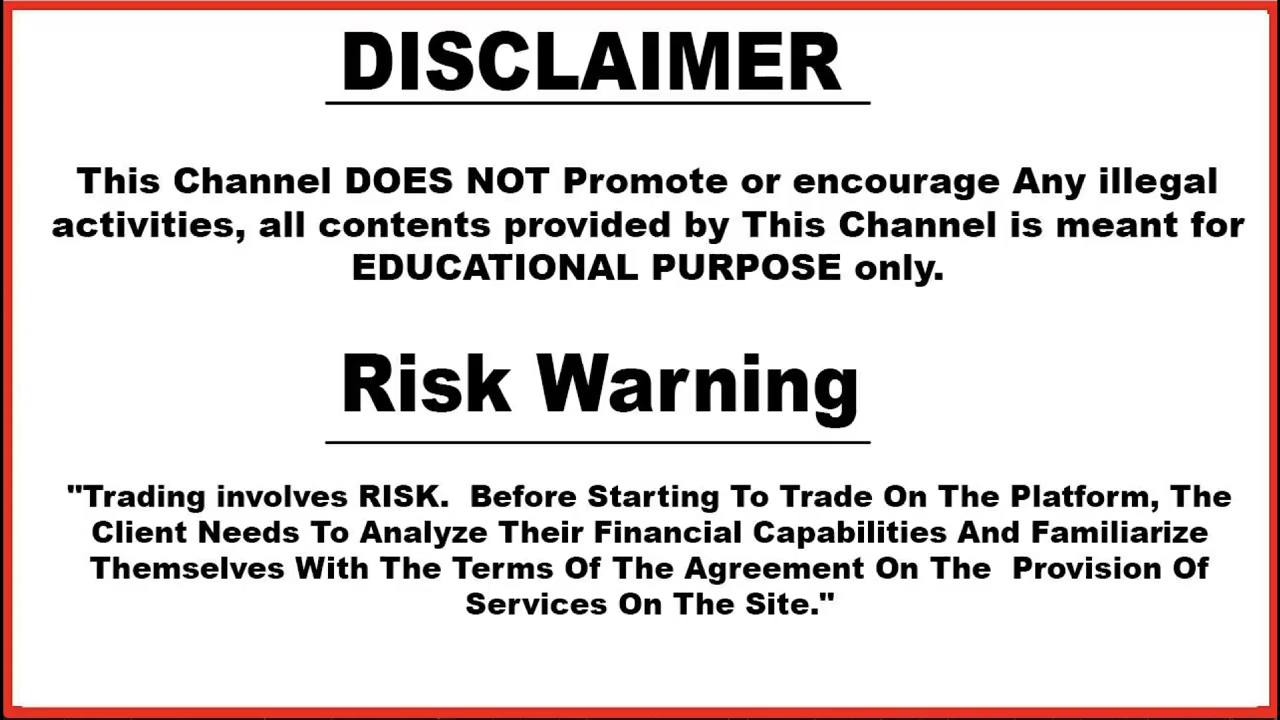 DISCLAIMER
This Channel DOES NOT Promote or encourage Any illegal
activities, all contents provided by This Channel is meant for
EDUCATIONAL PURPOSE only.
Risk Warning
"Trading involves RISK.  Before Starting To Trade On The Platform, The
Client Needs To Analyze Their Financial Capabilities And Familiarize
Themselves With The Terms Of The Agreement On The  Provision Of
Services On The Site."